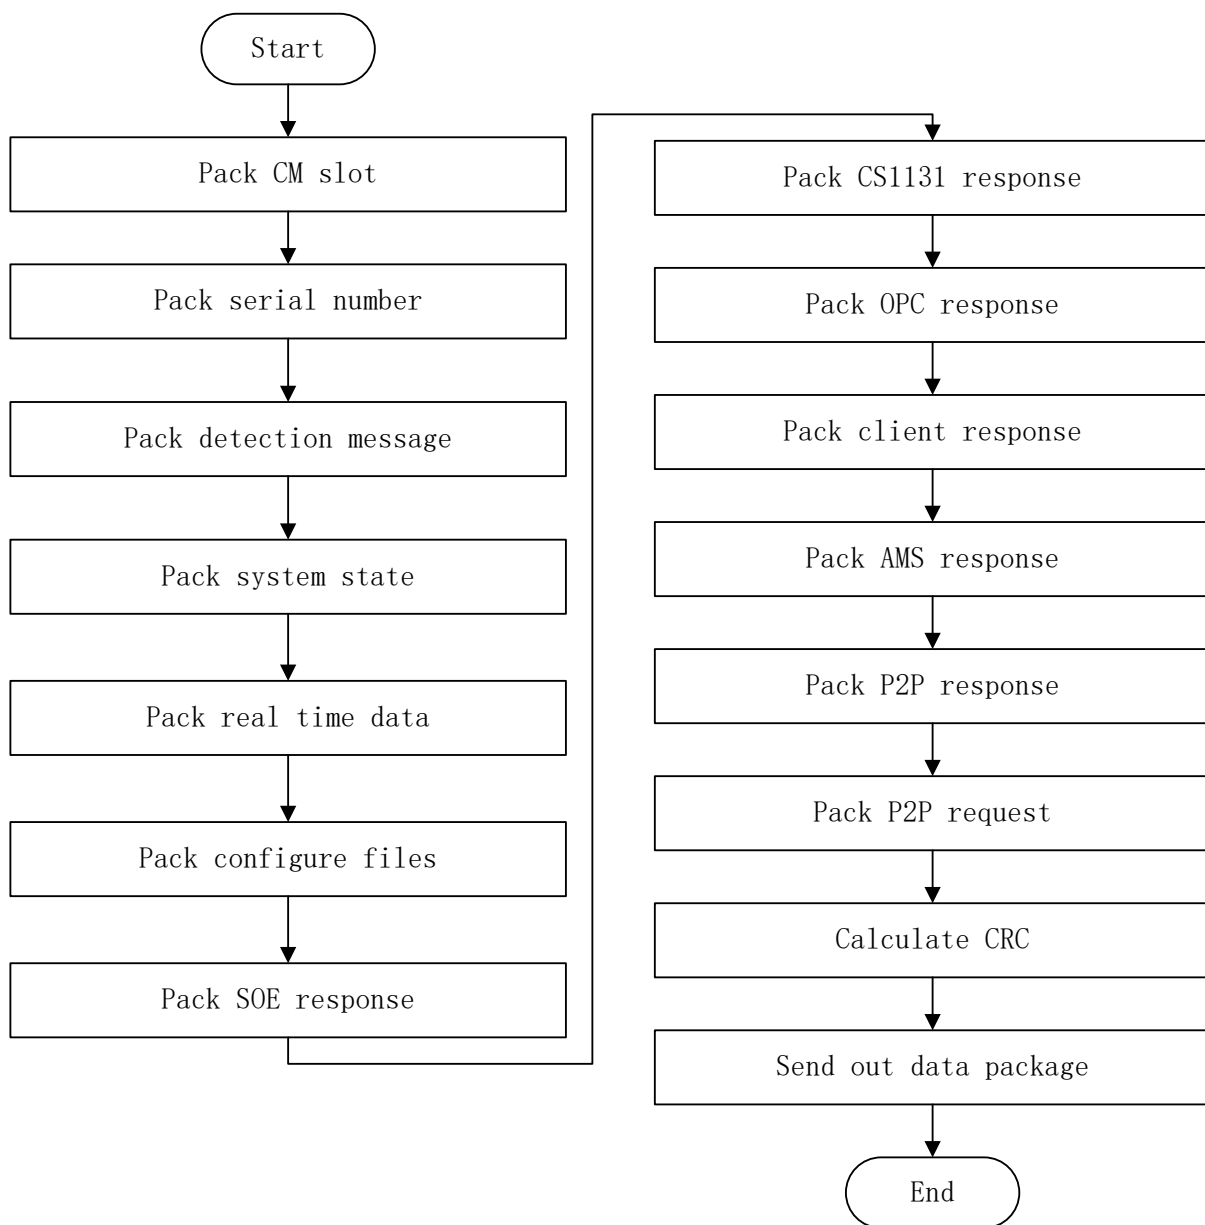 Start
Pack CM slot
Pack serial number
Pack detection message
Pack system state
Pack real time data
Pack configure files
Pack SOE response
Pack CS1131 response
Pack OPC response
Pack client response
Pack AMS response
Pack P2P response
Pack P2P request
Calculate CRC
Send out data package
End